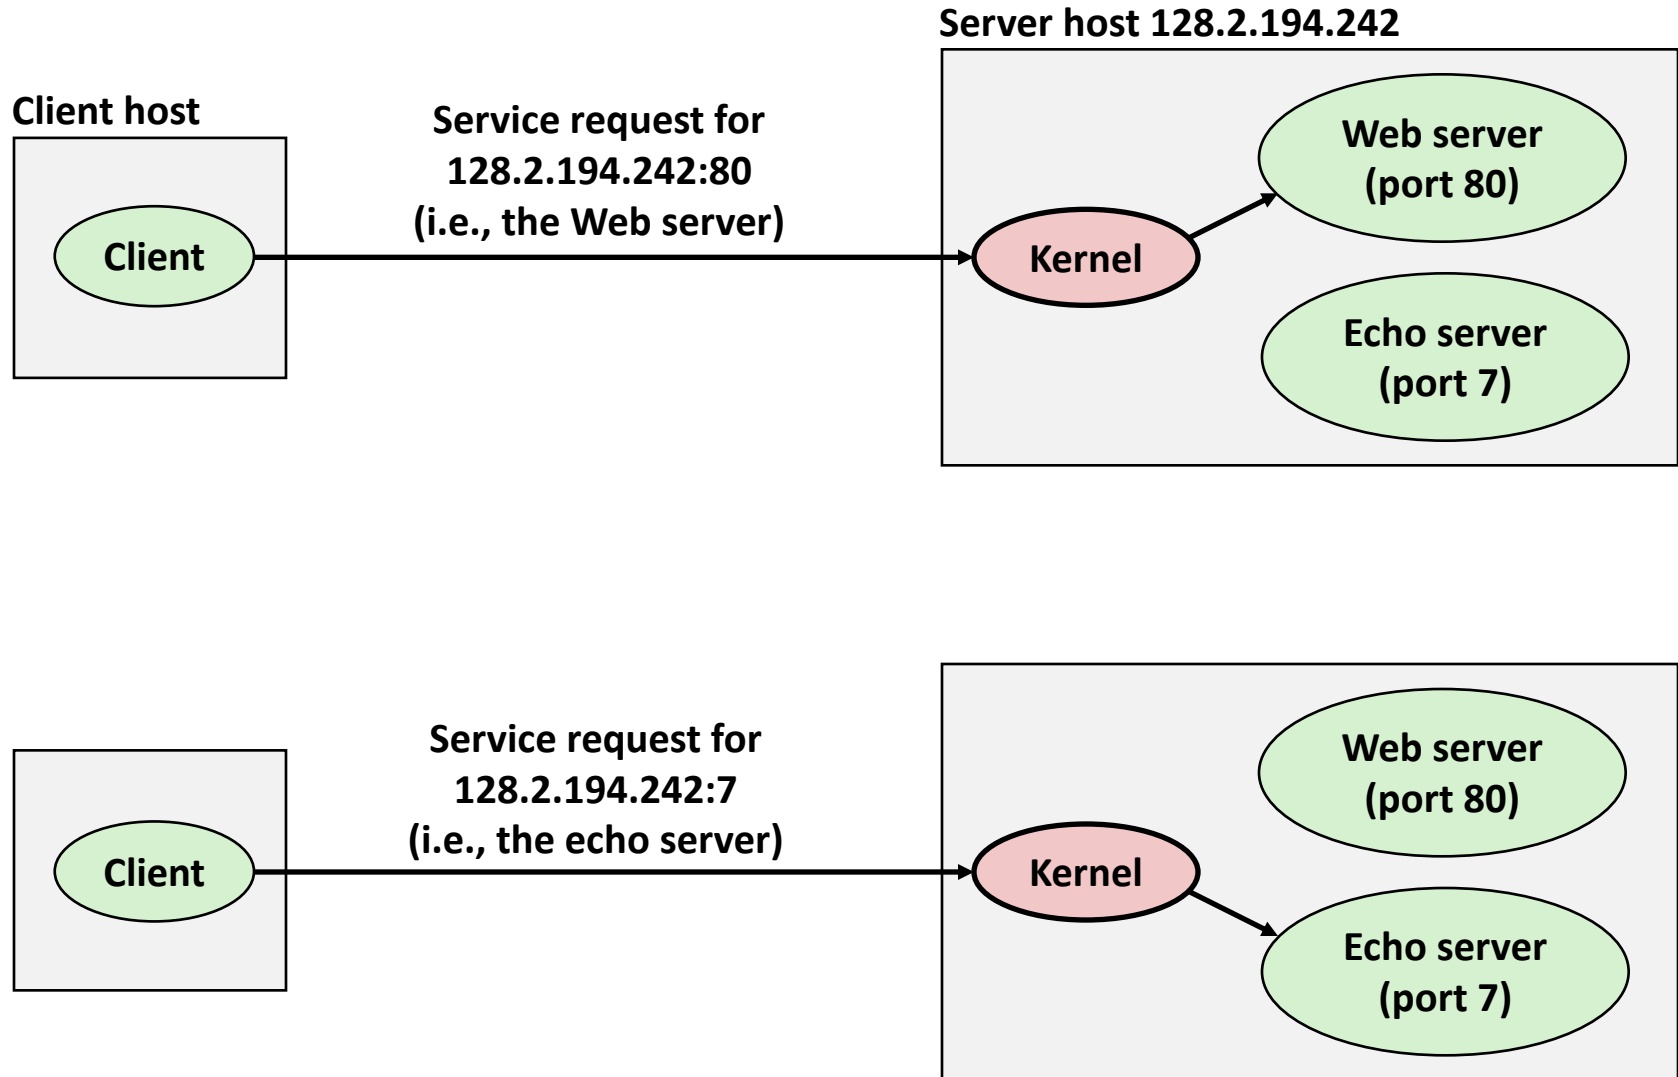 Server host 128.2.194.242
Client host
Service request for
128.2.194.242:80
(i.e., the Web server)
Client
Kernel
Web server
(port 80)
Echo server
(port 7)
Service request for
128.2.194.242:7
(i.e., the echo server)
Client
Kernel
Web server
(port 80)
Echo server
(port 7)